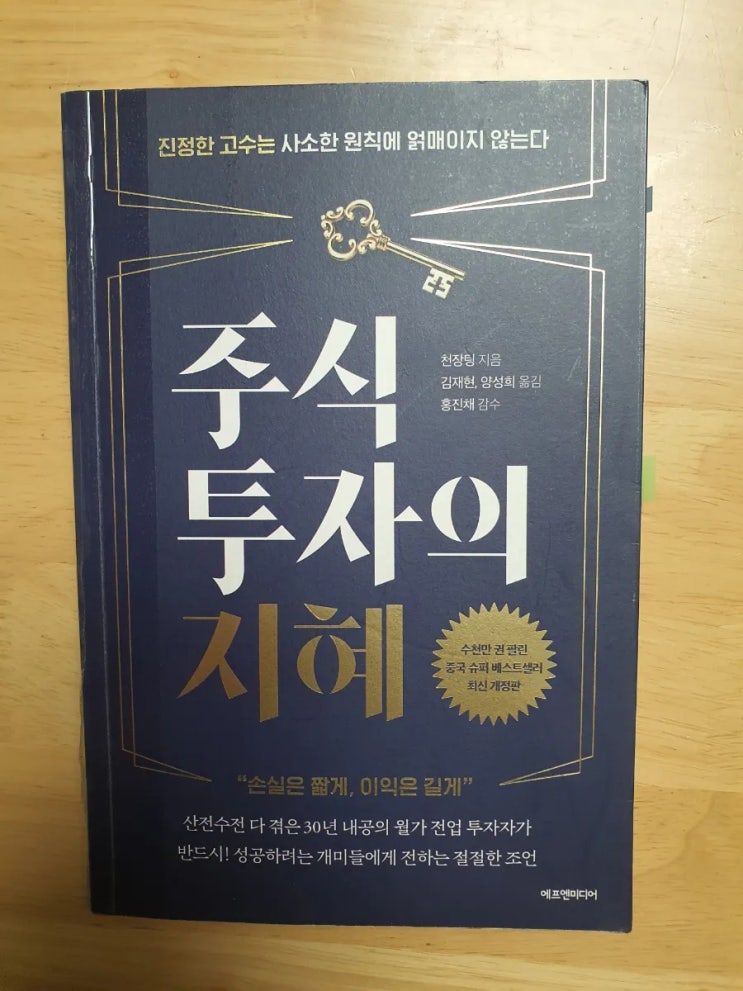 진정한 고수는 사소한 원칙에 얽매이지 않는다
주식
투자의
지혜
천장팅 지음
김재현, 양성희 옮김
홍진채 감수
수천만 권 팔린
중국 슈퍼 베스트셀러
최신 개정판
“손실은 짧게, 이익은 길게”
산전수전 다 겪은 30년 내공의 월가 전업 투자자가
반드시! 성공하려는 개미들에게 전하는 절절한 조언
에프엔미디어